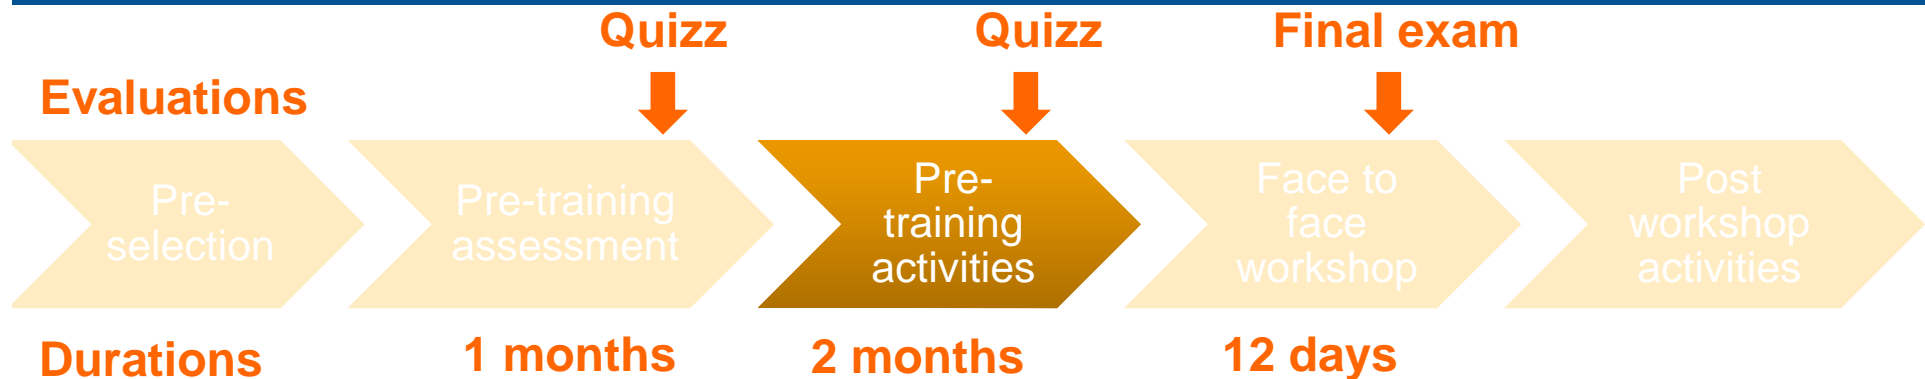 Quizz
Quizz
Final exam
Evaluations
Pre-
selection
Pre-training
assessment
Pre-
training
activities
Face to
face
workshop
Post
workshop
activities
Durations
1 months
2 months
12 days